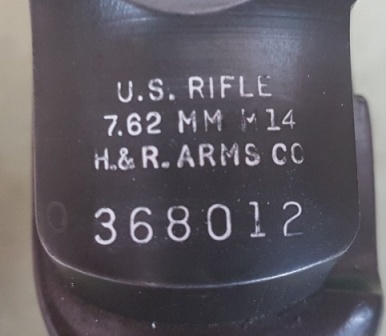 U.S. RIFLE
7.62 MM M14
H.&R. ARMS CO
368012